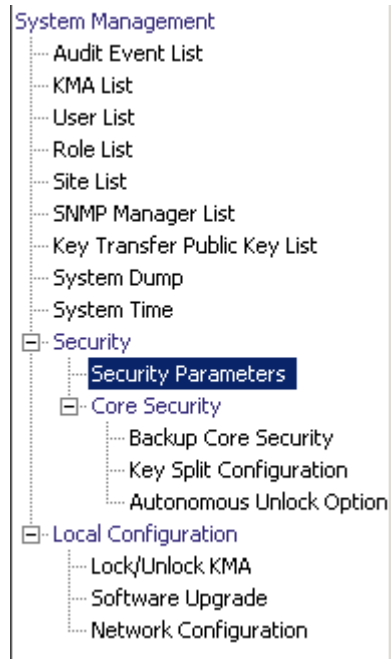 System Management
Audit Event List
KMA List
User List
Role List
Site List
SNMP Manager List
Key Transfer Public Key List
System Dump
System Time
Security
Security Parameters
Core Security
Backup Core Security
Key Split Configuration
Autonomous Unlock Option
Local Configuration
Lock/Unlock KMA
Software Upgrade
Network Configuration